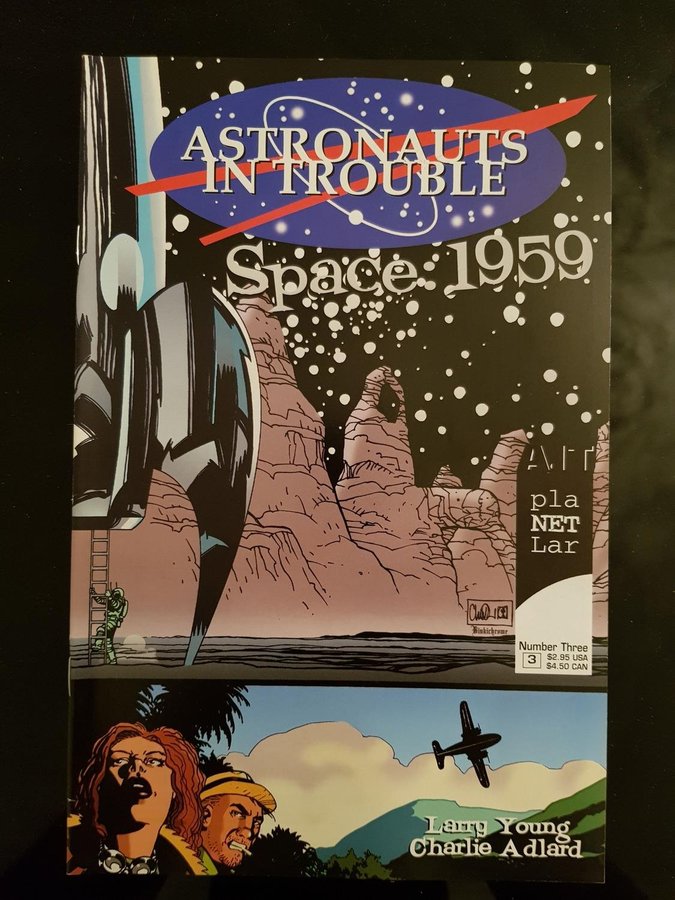 ASTRONAUTS
IN TROUBLE
Space 1959
AiT
pla
NET
Lar
Binkichrome
Number Three
3
$2.95 USA
$4.50 CAN
Larry Young
Charlie Adlard